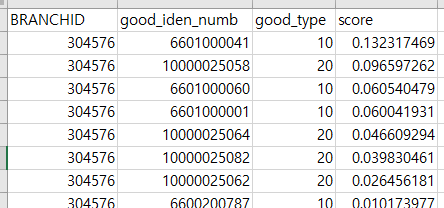 BRANCHID good_iden_numb good_type score
304576 6601000041 10 0.132317469
304576 10000025058 20 0.096597262
304576 6601000060 10 0.060540479
304576 6601000001 10 0.060041931
304576 10000025064 20 0.046609294
304576 10000025082 20 0.039830461
304576 10000025062 20 0.026456181
304576 6600200787 10 0.010173977